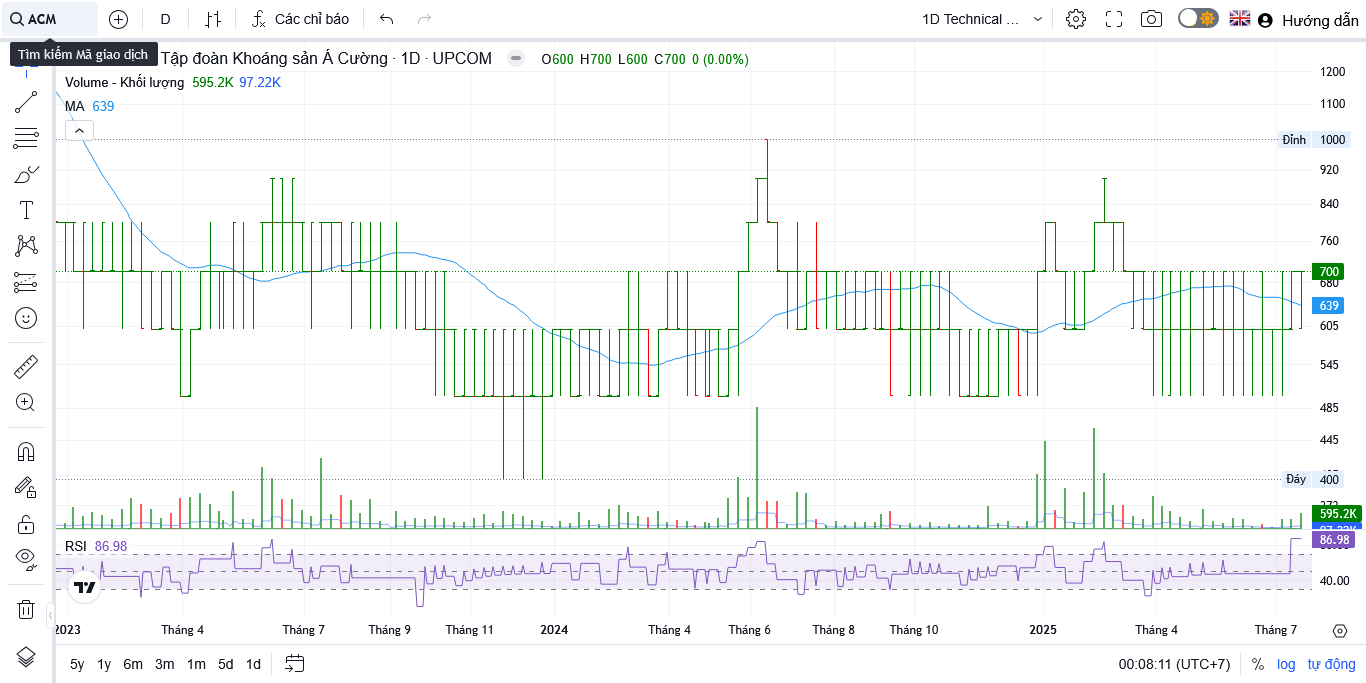 ACM D Các chỉ báo 1D Technical ... Hướng dẫn
Tìm kiếm Mã giao dịch Tập đoàn Khoáng sản Á Cường · 1D · UPCOM O600 H700 L600 C700 0 (0.00%)
Volume - Khối lượng 595.2K 97.22K
MA 639
1200
1100
Đỉnh 1000
920
840
760
700
680
639
605
545
485
445
Đáy 400
595.2K
RSI 86.98
86.98
40.00
2023 Tháng 4 Tháng 7 Tháng 9 Tháng 11 2024 Tháng 4 Tháng 6 Tháng 8 Tháng 10 2025 Tháng 4 Tháng 7
5y 1y 6m 3m 1m 5d 1d 00:08:11 (UTC+7) % log tự động